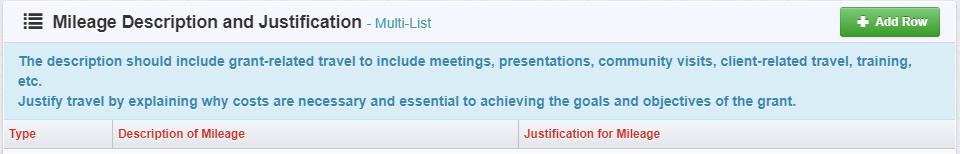 Mileage Description and Justification - Multi-List
Add Row
The description should include grant-related travel to include meetings, presentations, community visits, client-related travel, training,
etc.
Justify travel by explaining why costs are necessary and essential to achieving the goals and objectives of the grant.
Type Description of Mileage Justification for Mileage